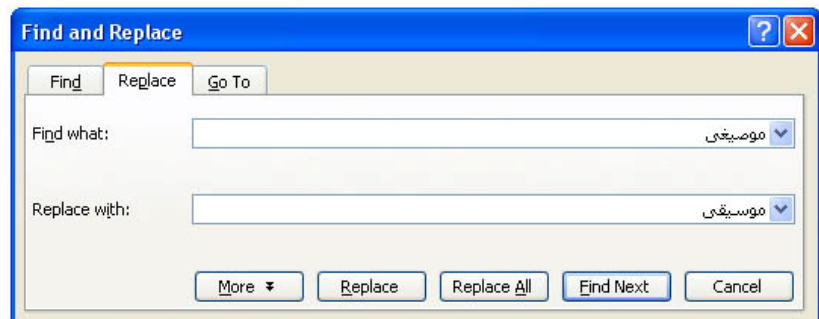 Find and Replace
Find Replace Go To
Find what: موصیغی
Replace with: موسیقی
More Replace Replace All Find Next Cancel